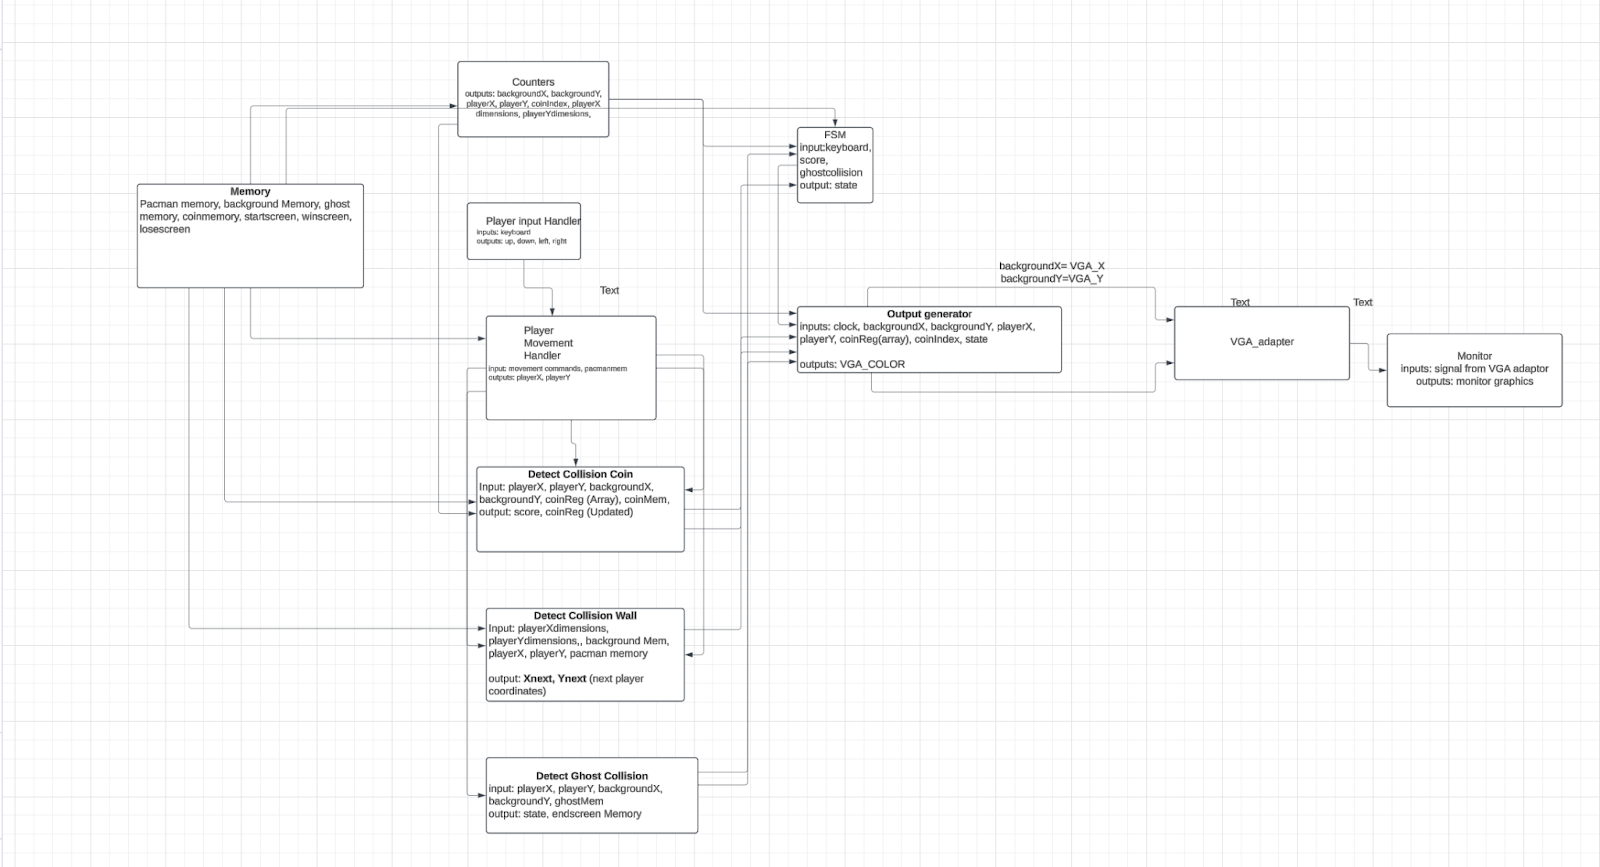 Counters
outputs: backgroundX, backgroundY,
playerX, playerY, coinIndex, playerX
dimensions, playerYdimesions,
FSM
input:keyboard,
score,
ghostcollision
output: state
Memory
Pacman memory, background Memory, ghost
memory, coinmemory, startscreen, winscreen,
losescreen
Player input Handler
inputs: keyboard
outputs: up, down, left, right
Text
Player
Movement
Handler
input: movement commands, pacmanmem
outputs: playerX, playerY
backgroundX= VGA_X
backgroundY=VGA_Y
Output generator
inputs: clock, backgroundX, backgroundY, playerX,
playerY, coinReg(array), coinIndex, state
outputs: VGA_COLOR
Text
VGA_adapter
Text
Monitor
inputs: signal from VGA adaptor
outputs: monitor graphics
Detect Collision Coin
Input: playerX, playerY, backgroundX,
backgroundY, coinReg (Array), coinMem,
output: score, coinReg (Updated)
Detect Collision Wall
Input: playerXdimensions,
playerYdimensions,, background Mem,
playerX, playerY, pacman memory
output: Xnext, Ynext (next player
coordinates)
Detect Ghost Collision
input: playerX, playerY, backgroundX,
backgroundY, ghostMem
output: state, endscreen Memory